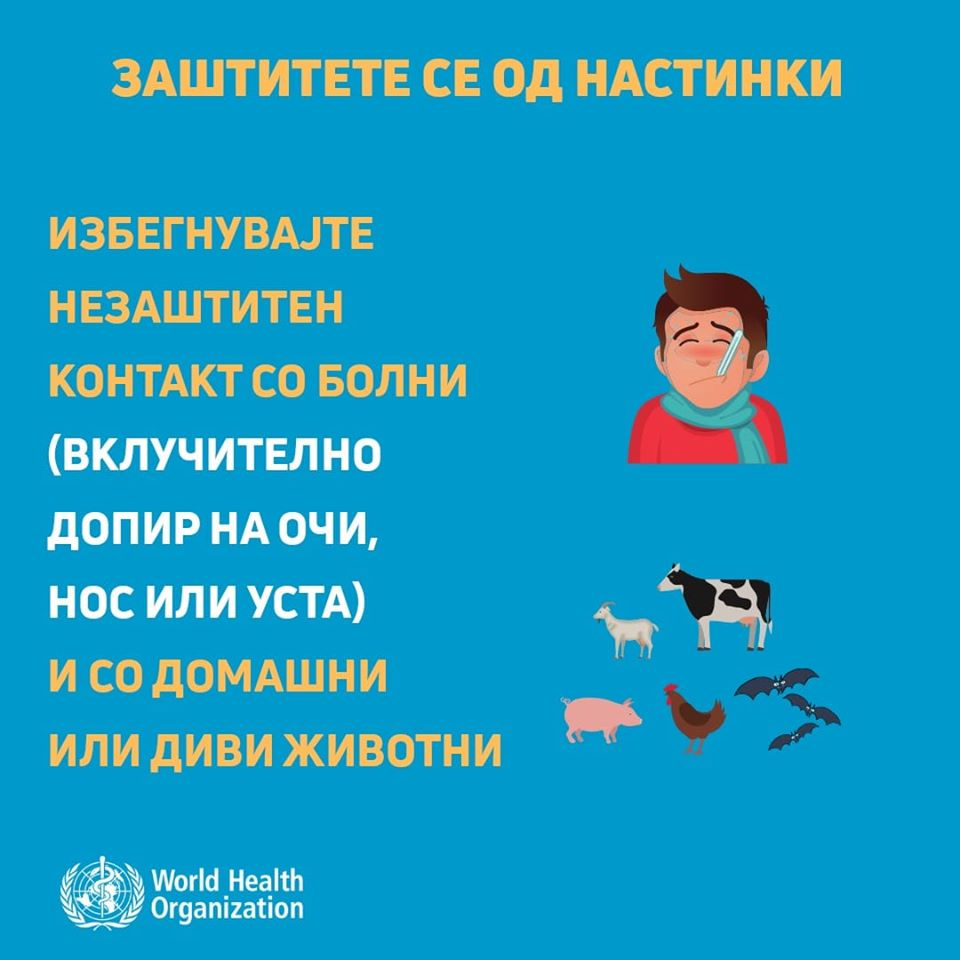 ЗАШТИТЕТЕ СЕ ОД НАСТИНКИ
ИЗБЕГНУВАЈТЕ
НЕЗАШТИТЕН
КОНТАКТ СО БОЛНИ
(ВКЛУЧИТЕЛНО
ДОПИР НА ОЧИ,
НОС ИЛИ УСТА)
И СО ДОМАШНИ
ИЛИ ДИВИ ЖИВОТНИ
World Health
Organization